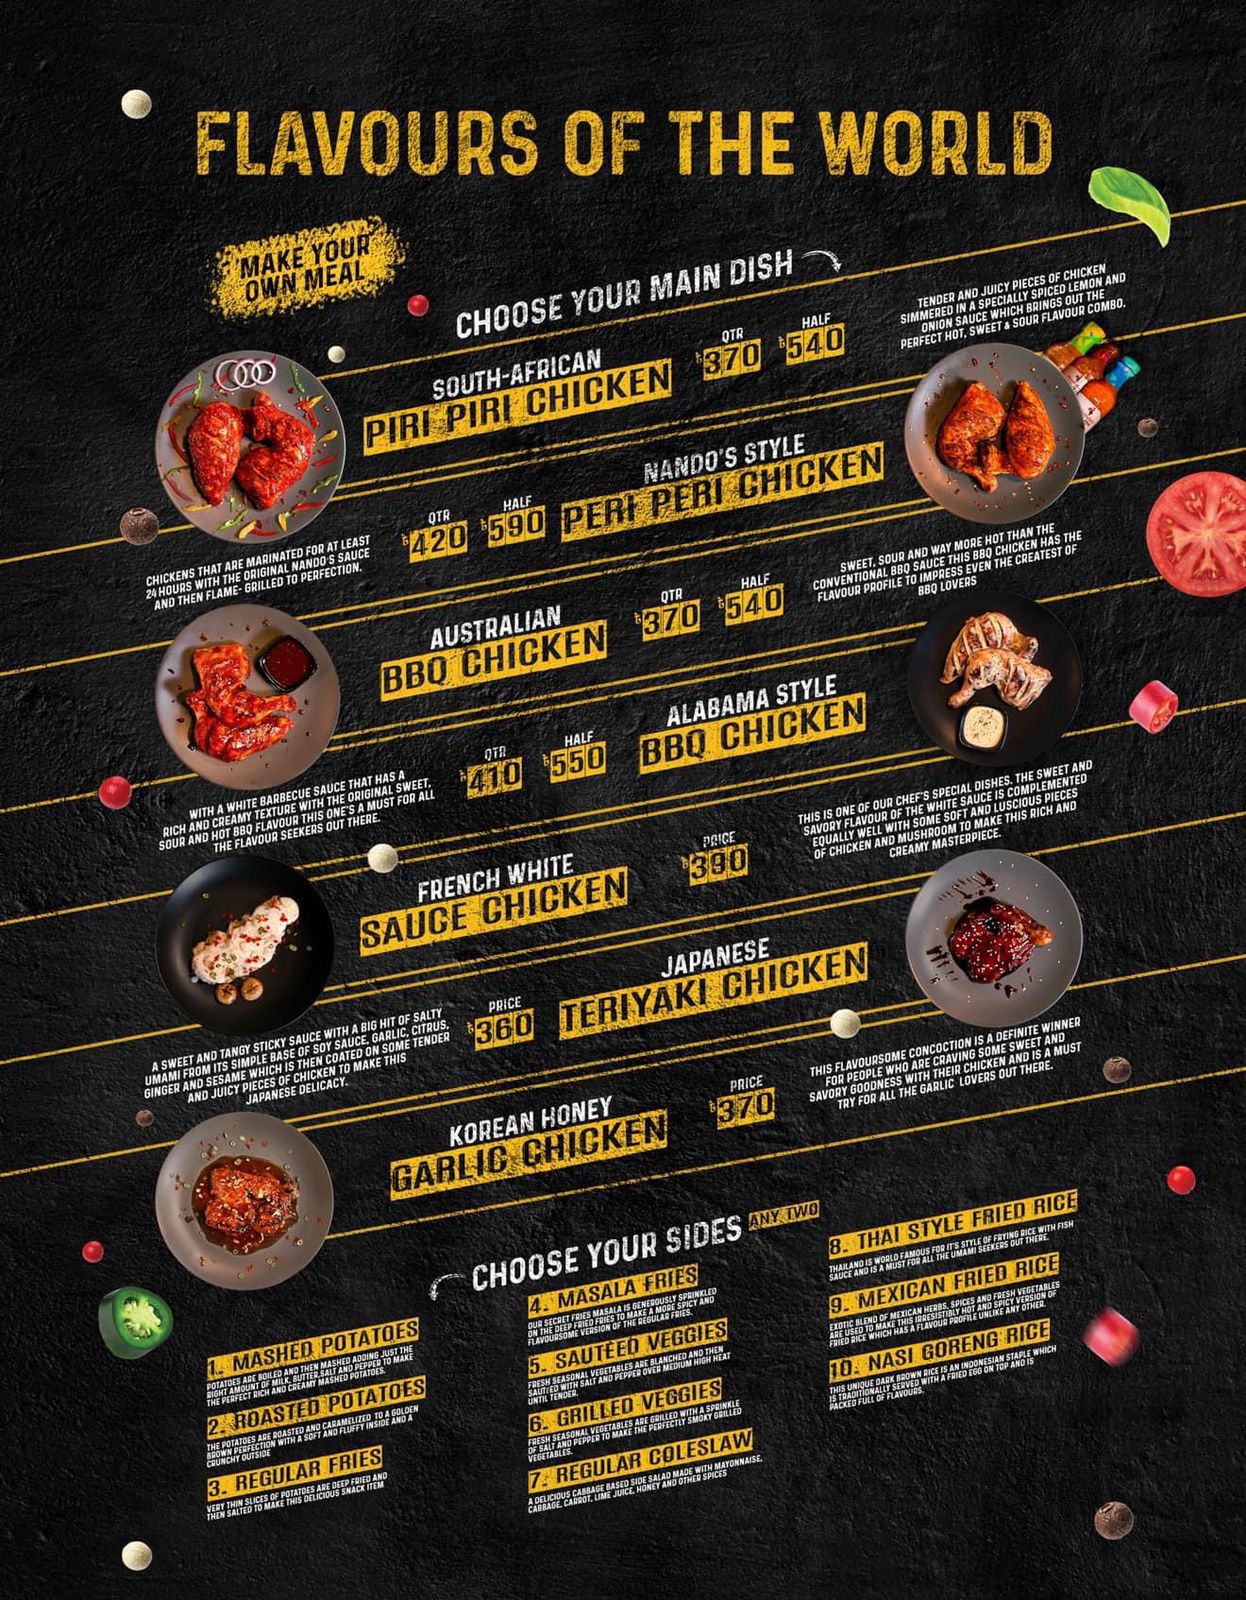 FLAVOURS OF THE WORLD
MAKE YOUR
OWN MEAL
CHOOSE YOUR MAIN DISH
SOUTH-AFRICAN
PIRI PIRI CHICKEN
QTR
৳370
HALF
৳540
TENDER AND JUICY PIECES OF CHICKEN
SIMMERED IN A SPECIALLY SPICED LEMON AND
ONION SAUCE WHICH BRINGS OUT THE
PERFECT HOT, SWEET & SOUR FLAVOUR COMBO.
NANDO'S STYLE
PERI PERI CHICKEN
QTR
৳420
HALF
৳590
CHICKENS THAT ARE MARINATED FOR AT LEAST
24HOURS WITH THE ORIGINAL NANDO'S SAUCE
AND THEN FLAME- GRILLED TO PERFECTION.
AUSTRALIAN
BBQ CHICKEN
QTR
৳370
HALF
৳540
SWEET, SOUR AND WAY MORE HOT THAN THE
CONVENTIONAL BBQ SAUCE THIS BBQ CHICKEN HAS THE
FLAVOUR PROFILE TO IMPRESS EVEN THE CREATEST OF
BBQ LOVERS
ALABAMA STYLE
BBQ CHICKEN
QTR
৳410
HALF
৳550
WITH A WHITE BARBECUE SAUCE THAT HAS A
RICH AND CREAMY TEXTURE WITH THE ORIGINAL SWEET,
SOUR AND HOT BBQ FLAVOUR THIS ONE'S A MUST FOR ALL
THE FLAVOUR SEEKERS OUT THERE.
FRENCH WHITE
SAUCE CHICKEN
PRICE
৳390
THIS IS ONE OF OUR CHEF'S SPECIAL DISHES. THE SWEET AND
SAVORY FLAVOUR OF THE WHITE SAUCE IS COMPLEMENTED
EQUALLY WELL WITH SOME SOFT AND LUSCIOUS PIECES
OF CHICKEN AND MUSHROOM TO MAKE THIS RICH AND
CREAMY MASTERPIECE.
JAPANESE
TERIYAKI CHICKEN
PRICE
৳360
A SWEET AND TANGY STICKY SAUCE WITH A BIG HIT OF SALTY
UMAMI FROM ITS SIMPLE BASE OF SOY SAUCE, GARLIC, CITRUS,
GINGER AND SESAME WHICH IS THEN COATED ON SOME TENDER
AND JUICY PIECES OF CHICKEN TO MAKE THIS
JAPANESE DELICACY.
KOREAN HONEY
GARLIC CHICKEN
PRICE
৳370
THIS FLAVOURSOME CONCOCTION IS A DEFINITE WINNER
FOR PEOPLE WHO ARE CRAVING SOME SWEET AND
SAVORY GOODNESS WITH THEIR CHICKEN AND IS A MUST
TRY FOR ALL THE GARLIC LOVERS OUT THERE.
CHOOSE YOUR SIDES ANY TWO
1. MASHED POTATOES
POTATOES ARE BOILED AND THEN MASHED ADDING JUST THE
RIGHT AMOUNT OF MILK, BUTTER,SALT AND PEPPER TO MAKE
THE PERFECT RICH AND CREAMY MASHED POTATOES.
2. ROASTED POTATOES
THE POTATOES ARE ROASTED AND CARAMELIZED TO A GOLDEN
BROWN PERFECTION WITH A SOFT AND FLUFFY INSIDE AND A
CRUNCHY OUTSIDE
3. REGULAR FRIES
VERY THIN SLICES OF POTATOES ARE DEEP FRIED AND
THEN SALTED TO MAKE THIS DELICIOUS SNACK ITEM
4. MASALA FRIES
OUR SECRET FRIES MASALA IS GENEROUSLY SPRINKLED
ON THE DEEP FRIED FRIES TO MAKE A MORE SPICY AND
FLAVOURSOME VERSION OF THE REGULAR FRIES.
5. SAUTEED VEGGIES
FRESH SEASONAL VEGETABLES ARE BLANCHED AND THEN
SAUTIED WITH SALT AND PEPPER OVER MEDIUM HIGH HEAT
UNTIL TENDER.
6. GRILLED VEGGIES
FRESH SEASONAL VEGETABLES ARE GRILLED WITH A SPRINKLE
OF SALT AND PEPPER TO MAKE THE PERFECTLY SMOKY GRILLED
VEGETABLES.
7. REGULAR COLESLAW
A DELICIOUS CABBAGE BASED SIDE SALAD MADE WITH MAYONNAISE,
CABBAGE, CARROT, LIME JUICE, HONEY AND OTHER SPICES
8. THAI STYLE FRIED RICE
THAILAND IS WORLD FAMOUS FOR IT'S STYLE OF FRYING RICE WITH FISH
SAUCE AND IS A MUST FOR ALL THE UMAMI SEEKERS OUT THERE.
9. MEXICAN FRIED RICE
EXOTIC BLEND OF MEXICAN HERBS, SPICES AND FRESH VEGETABLES
ARE USED TO MAKE THIS IRRESISTIBLY HOT AND SPICY VERSION OF
FRIED RICE WHICH HAS A FLAVOUR PROFILE UNLIKE ANY OTHER.
10. NASI GORENG RICE
THIS UNIQUE DARK BROWN RICE IS AN INDONESIAN STAPLE WHICH
IS TRADITIONALLY SERVED WITH A FRIED EGG ON TOP AND IS
PACKED FULL OF FLAVOURS.